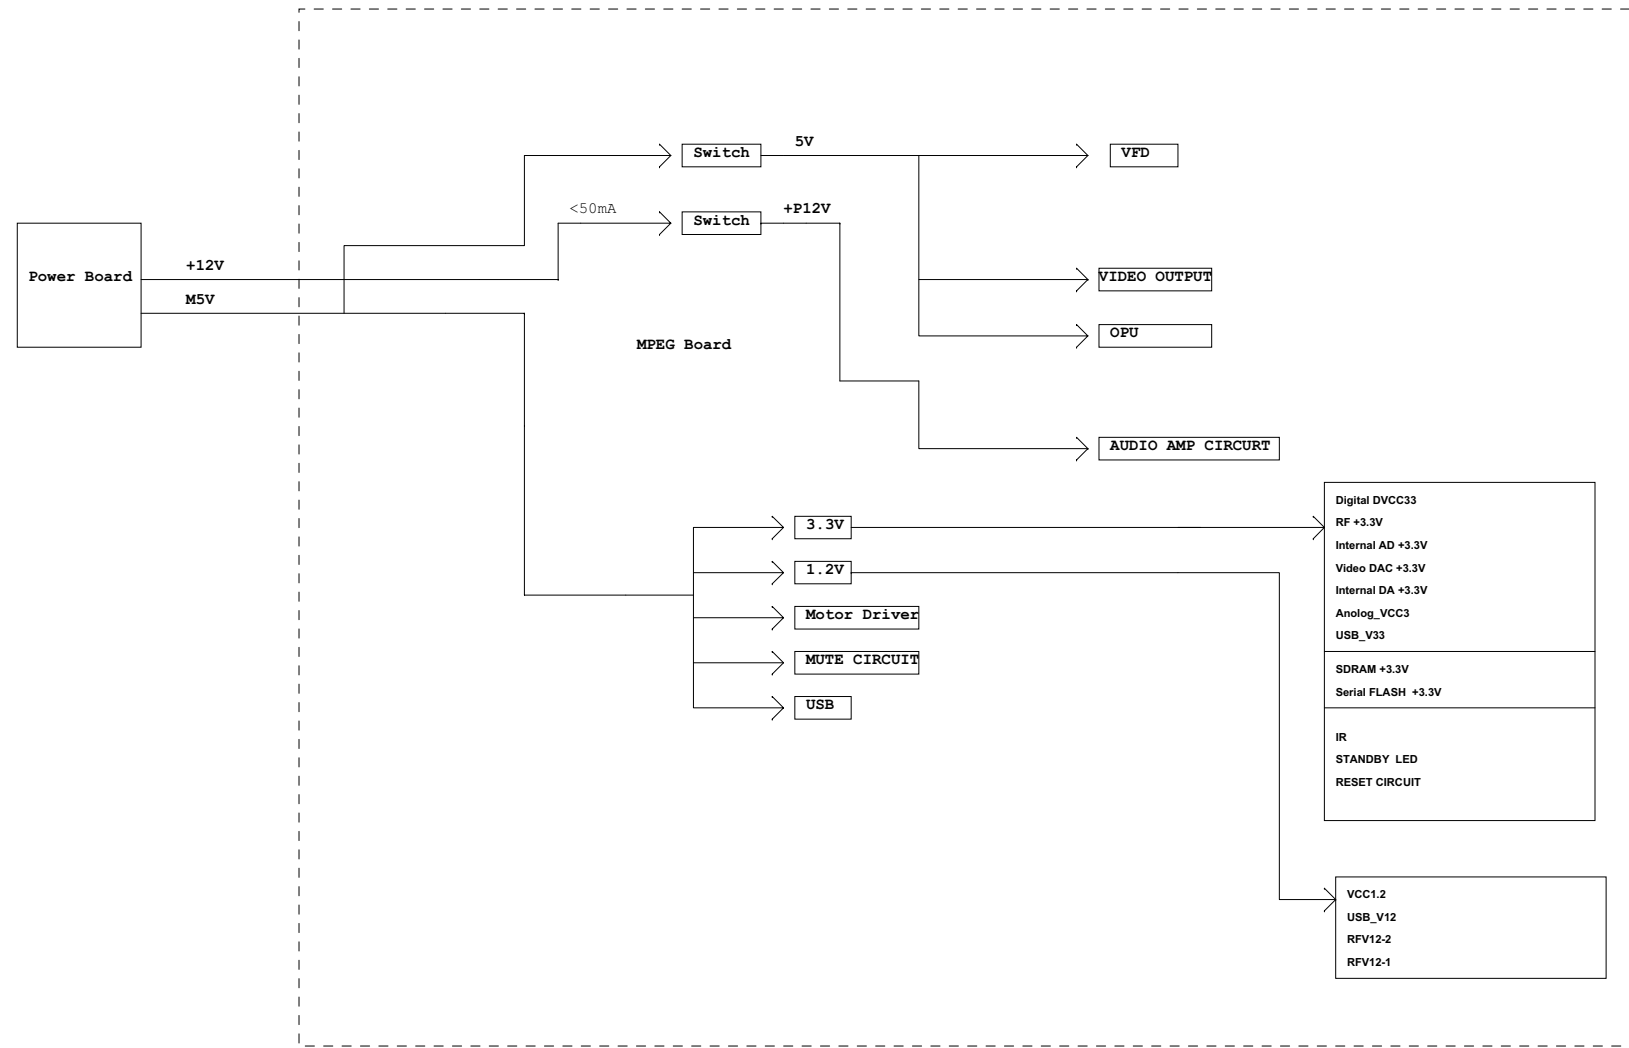 5V
Switch
VFD
<50mA
+P12V
Switch
+12V
Power Board
VIDEO OUTPUT
M5V
OPU
MPEG Board
AUDIO AMP CIRCURT
3.3V
1.2V
Motor Driver
MUTE CIRCUIT
USB
Digital DVCC33
RF +3.3V
Internal AD +3.3V
Video DAC +3.3V
Internal DA +3.3V
Anolog_VCC3
USB_V33
SDRAM +3.3V
Serial FLASH +3.3V
IR
STANDBY LED
RESET CIRCUIT
VCC1.2
USB_V12
RFV12-2
RFV12-1